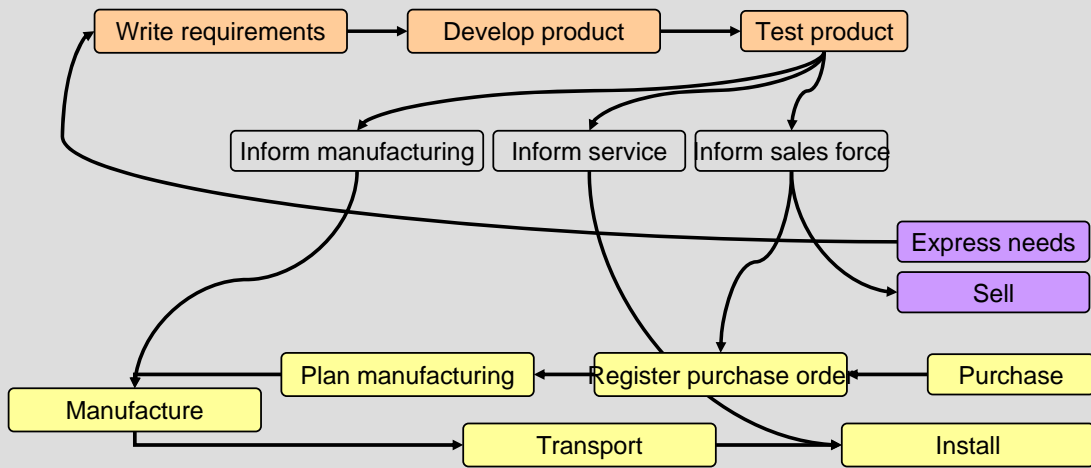 Write requirements
Develop product
Test product
Inform manufacturing
Inform service
Inform sales force
Express needs
Sell
Plan manufacturing
Register purchase order
Purchase
Manufacture
Transport
Install